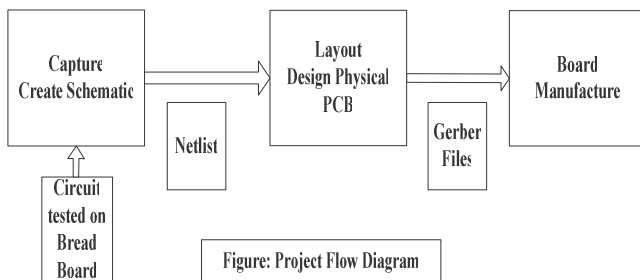 Capture
Create Schematic
Layout
Design Physical
PCB
Board
Manufacture
Netlist
Gerber
Files
Circuit
tested on
Bread
Board
Figure: Project Flow Diagram